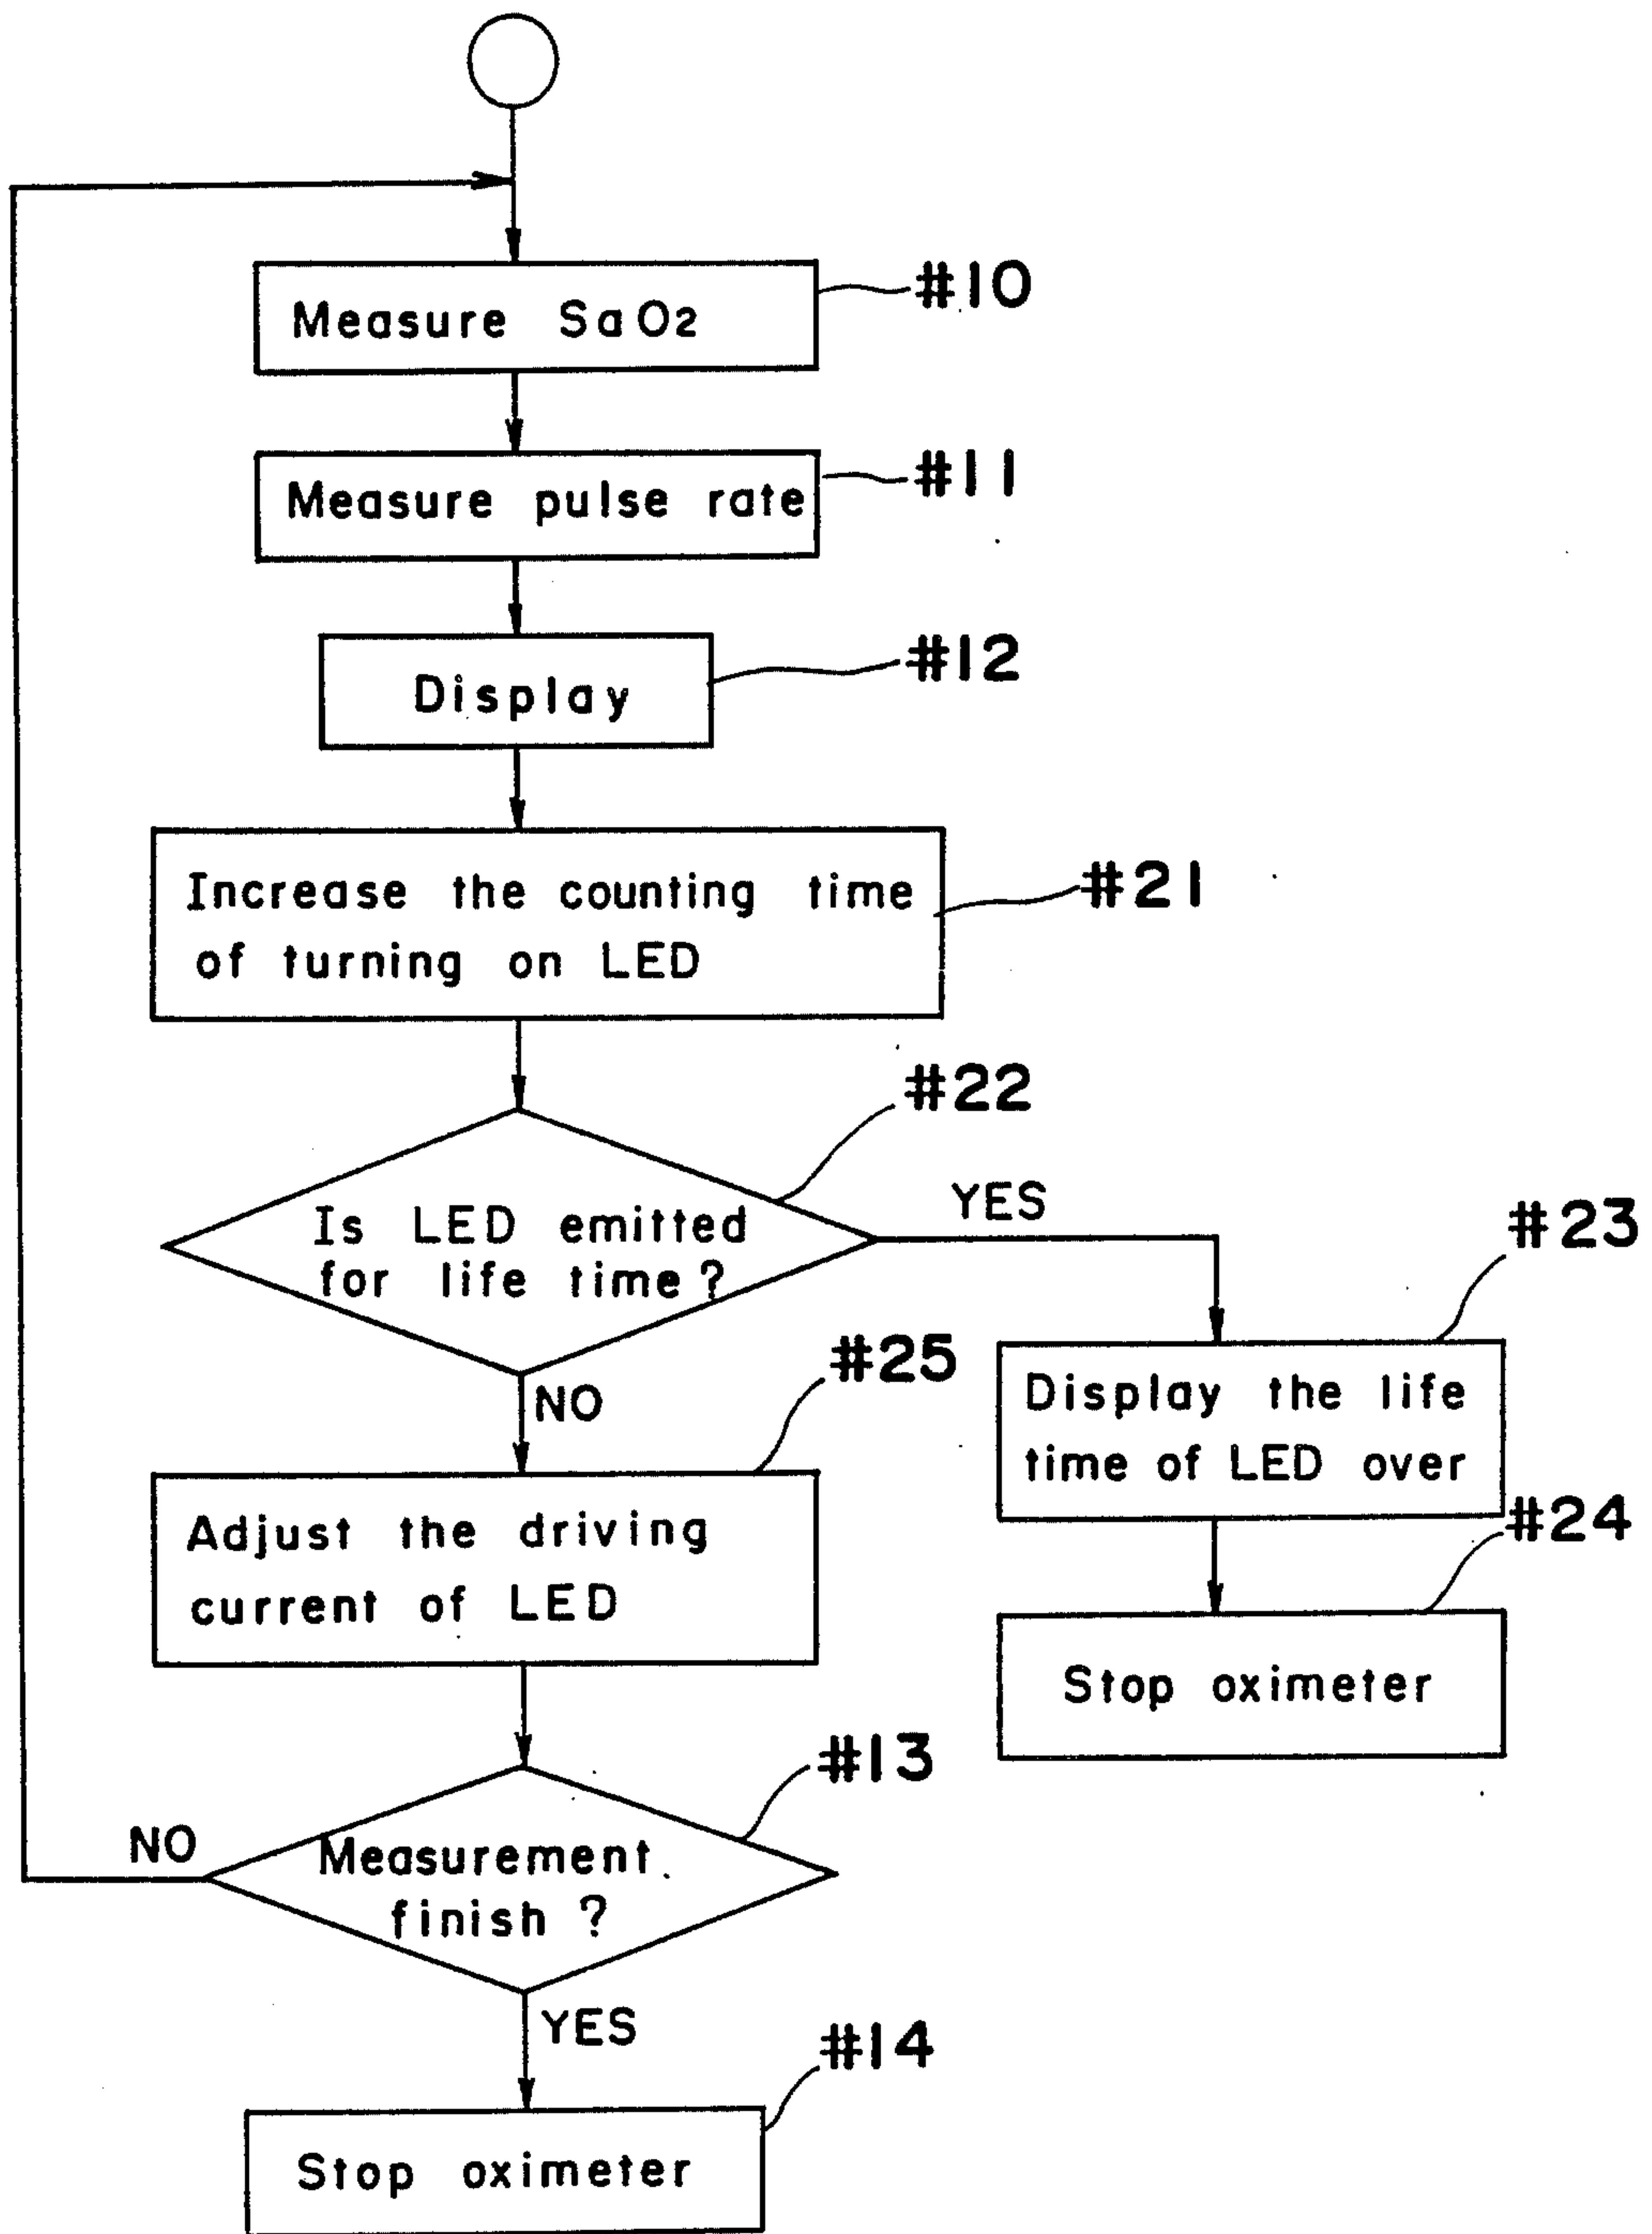 Measure SaO2
#10
Measure pulse rate
#11
Display
#12
Increase the counting time
of turning on LED
#21
Is LED emitted
for life time?
#22
YES
NO
Display the life
time of LED over
#23
Stop oximeter
#24
Adjust the driving
current of LED
#25
Measurement
finish?
#13
NO
YES
Stop oximeter
#14